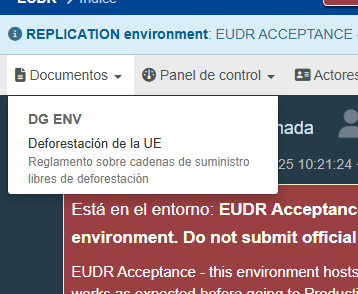 EUDR > Índice
REPLICATION environment: EUDR ACCEPTANCE -
Documentos Panel de control Actores
DG ENV
Deforestación de la UE
Reglamento sobre cadenas de suministro
libres de deforestación
nada
25 10:21:24 -
Está en el entorno: EUDR Acceptanc
environment. Do not submit official
EUDR Acceptance - this environment hosts
works as expected before going to Producti